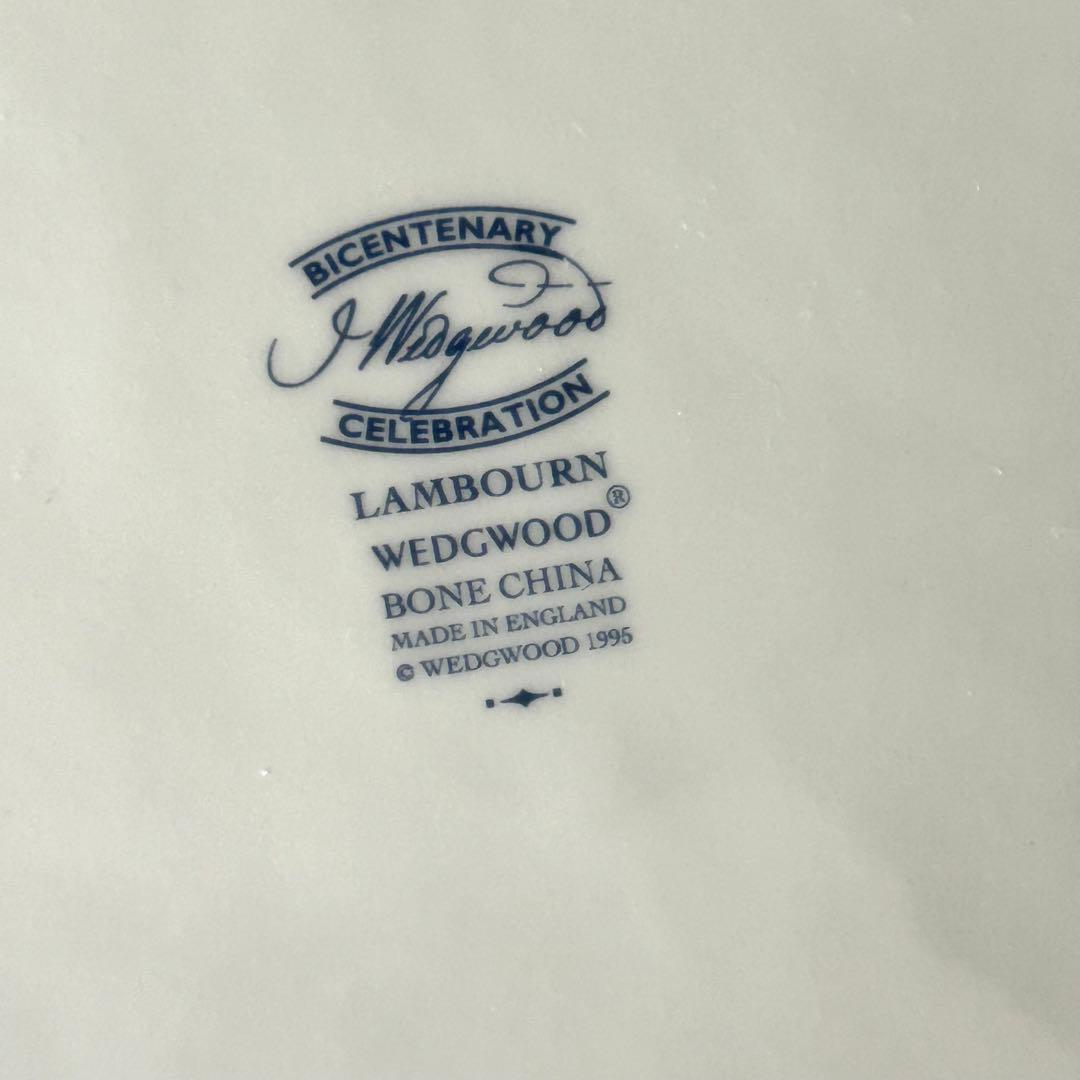 BICENTENARY
J Wedgwood
CELEBRATION
LAMBOURN
WEDGWOOD®
BONE CHINA
MADE IN ENGLAND
© WEDGWOOD 1995